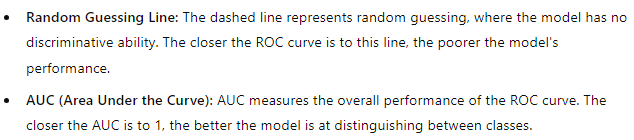 • Random Guessing Line: The dashed line represents random guessing, where the model has no
discriminative ability. The closer the ROC curve is to this line, the poorer the model's
performance.
• AUC (Area Under the Curve): AUC measures the overall performance of the ROC curve. The
closer the AUC is to 1, the better the model is at distinguishing between classes.